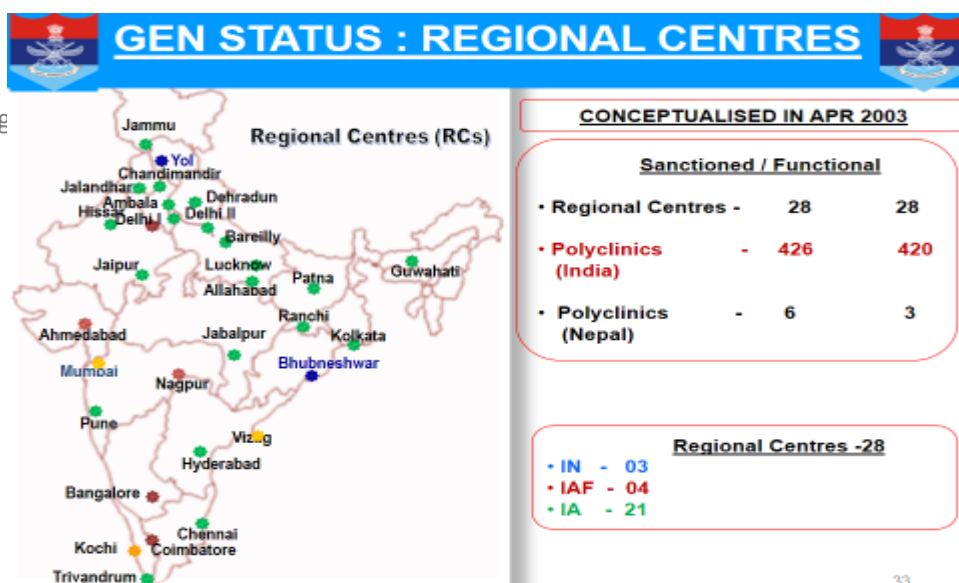 GEN STATUS : REGIONAL CENTRES
Regional Centres (RCs)
Jammu
Yol
Chandimandir
Jalandhar
Ambala
Dehradun
Hissar
Delhi I
Delhi II
Bareilly
Jaipur
Lucknow
Allahabad
Patna
Guwahati
Ranchi
Ahmedabad
Jabalpur
Kolkata
Bhubneshwar
Mumbai
Nagpur
Pune
Vizag
Hyderabad
Bangalore
Chennai
Kochi
Coimbatore
Trivandrum
CONCEPTUALISED IN APR 2003
Sanctioned / Functional
• Regional Centres - 28 28
• Polyclinics - 426 420
(India)
• Polyclinics - 6 3
(Nepal)
Regional Centres -28
• IN - 03
• IAF - 04
• IA - 21
33